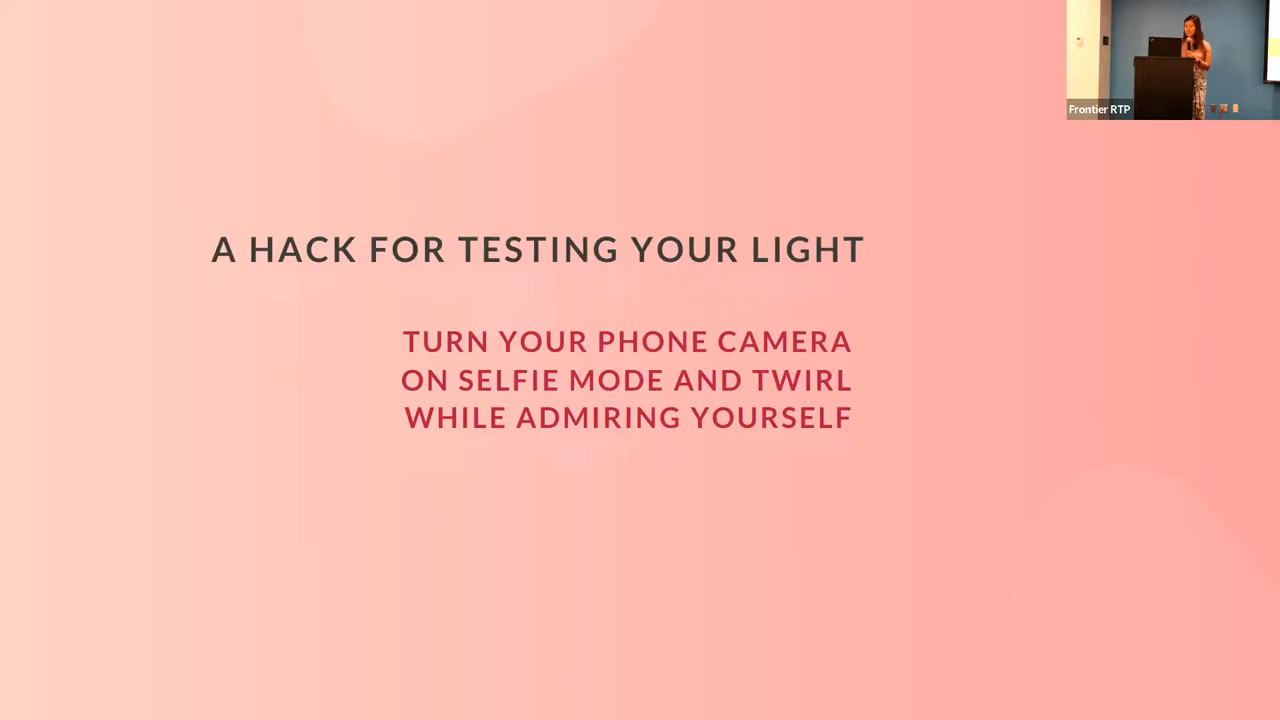 Frontier RTP
A HACK FOR TESTING YOUR LIGHT
TURN YOUR PHONE CAMERA
ON SELFIE MODE AND TWIRL
WHILE ADMIRING YOURSELF